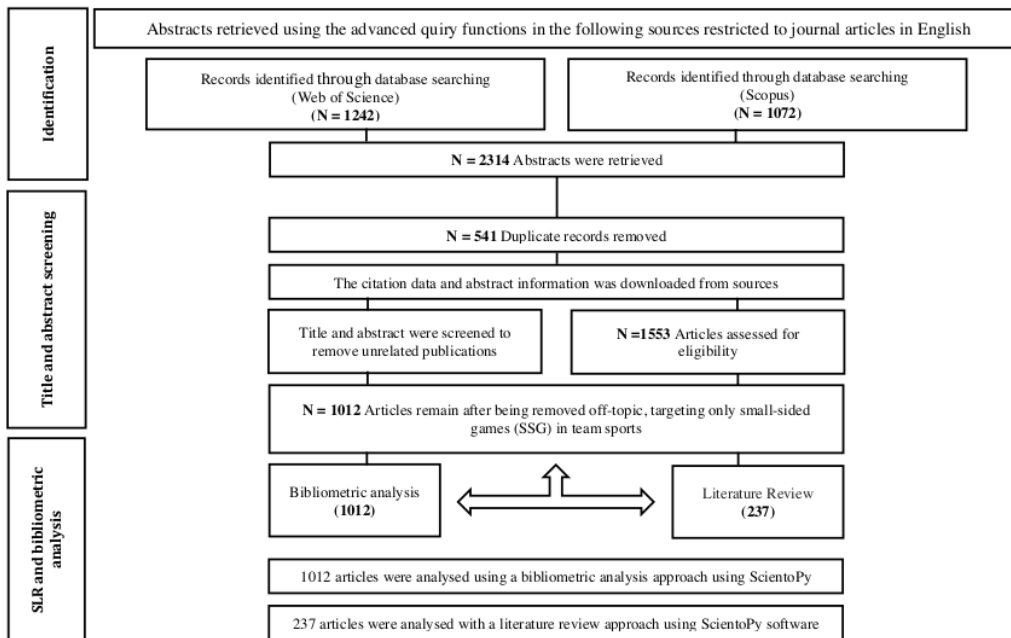 Identification
Abstracts retrieved using the advanced quiry functions in the following sources restricted to journal articles in English
Records identified through database searching
(Web of Science)
(N = 1242)
Records identified through database searching
(Scopus)
(N = 1072)
N = 2314 Abstracts were retrieved
Title and abstract screening
N = 541 Duplicate records removed
The citation data and abstract information was downloaded from sources
Title and abstract were screened to
remove unrelated publications
N =1553 Articles assessed for
eligibility
N = 1012 Articles remain after being removed off-topic, targeting only small-sided
games (SSG) in team sports
SLR and bibliometric
analysis
Bibliometric analysis
(1012)
Literature Review
(237)
1012 articles were analysed using a bibliometric analysis approach using ScientoPy
237 articles were analysed with a literature review approach using ScientoPy software